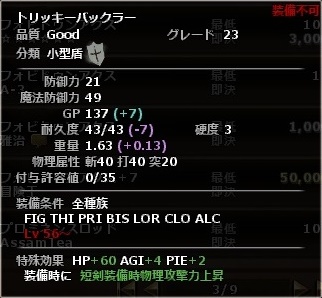 トリッキーバックラー
装備不可
品質 Good グレード 23
分類 小型盾
防御力 21
魔法防御力 49
GP 137 (+7)
耐久度 43/43 (-7) 硬度 3
重量 1.63 (+0.13)
物理属性 斬40 打40 突20
付与許容値 0/35
装備条件 全種族
FIG THI PRI BIS LOR CLO ALC
Lv 56～
特殊効果 HP+60 AGI+4 PIE+2
装備時に 短剣装備時物理攻撃力上昇
3/9